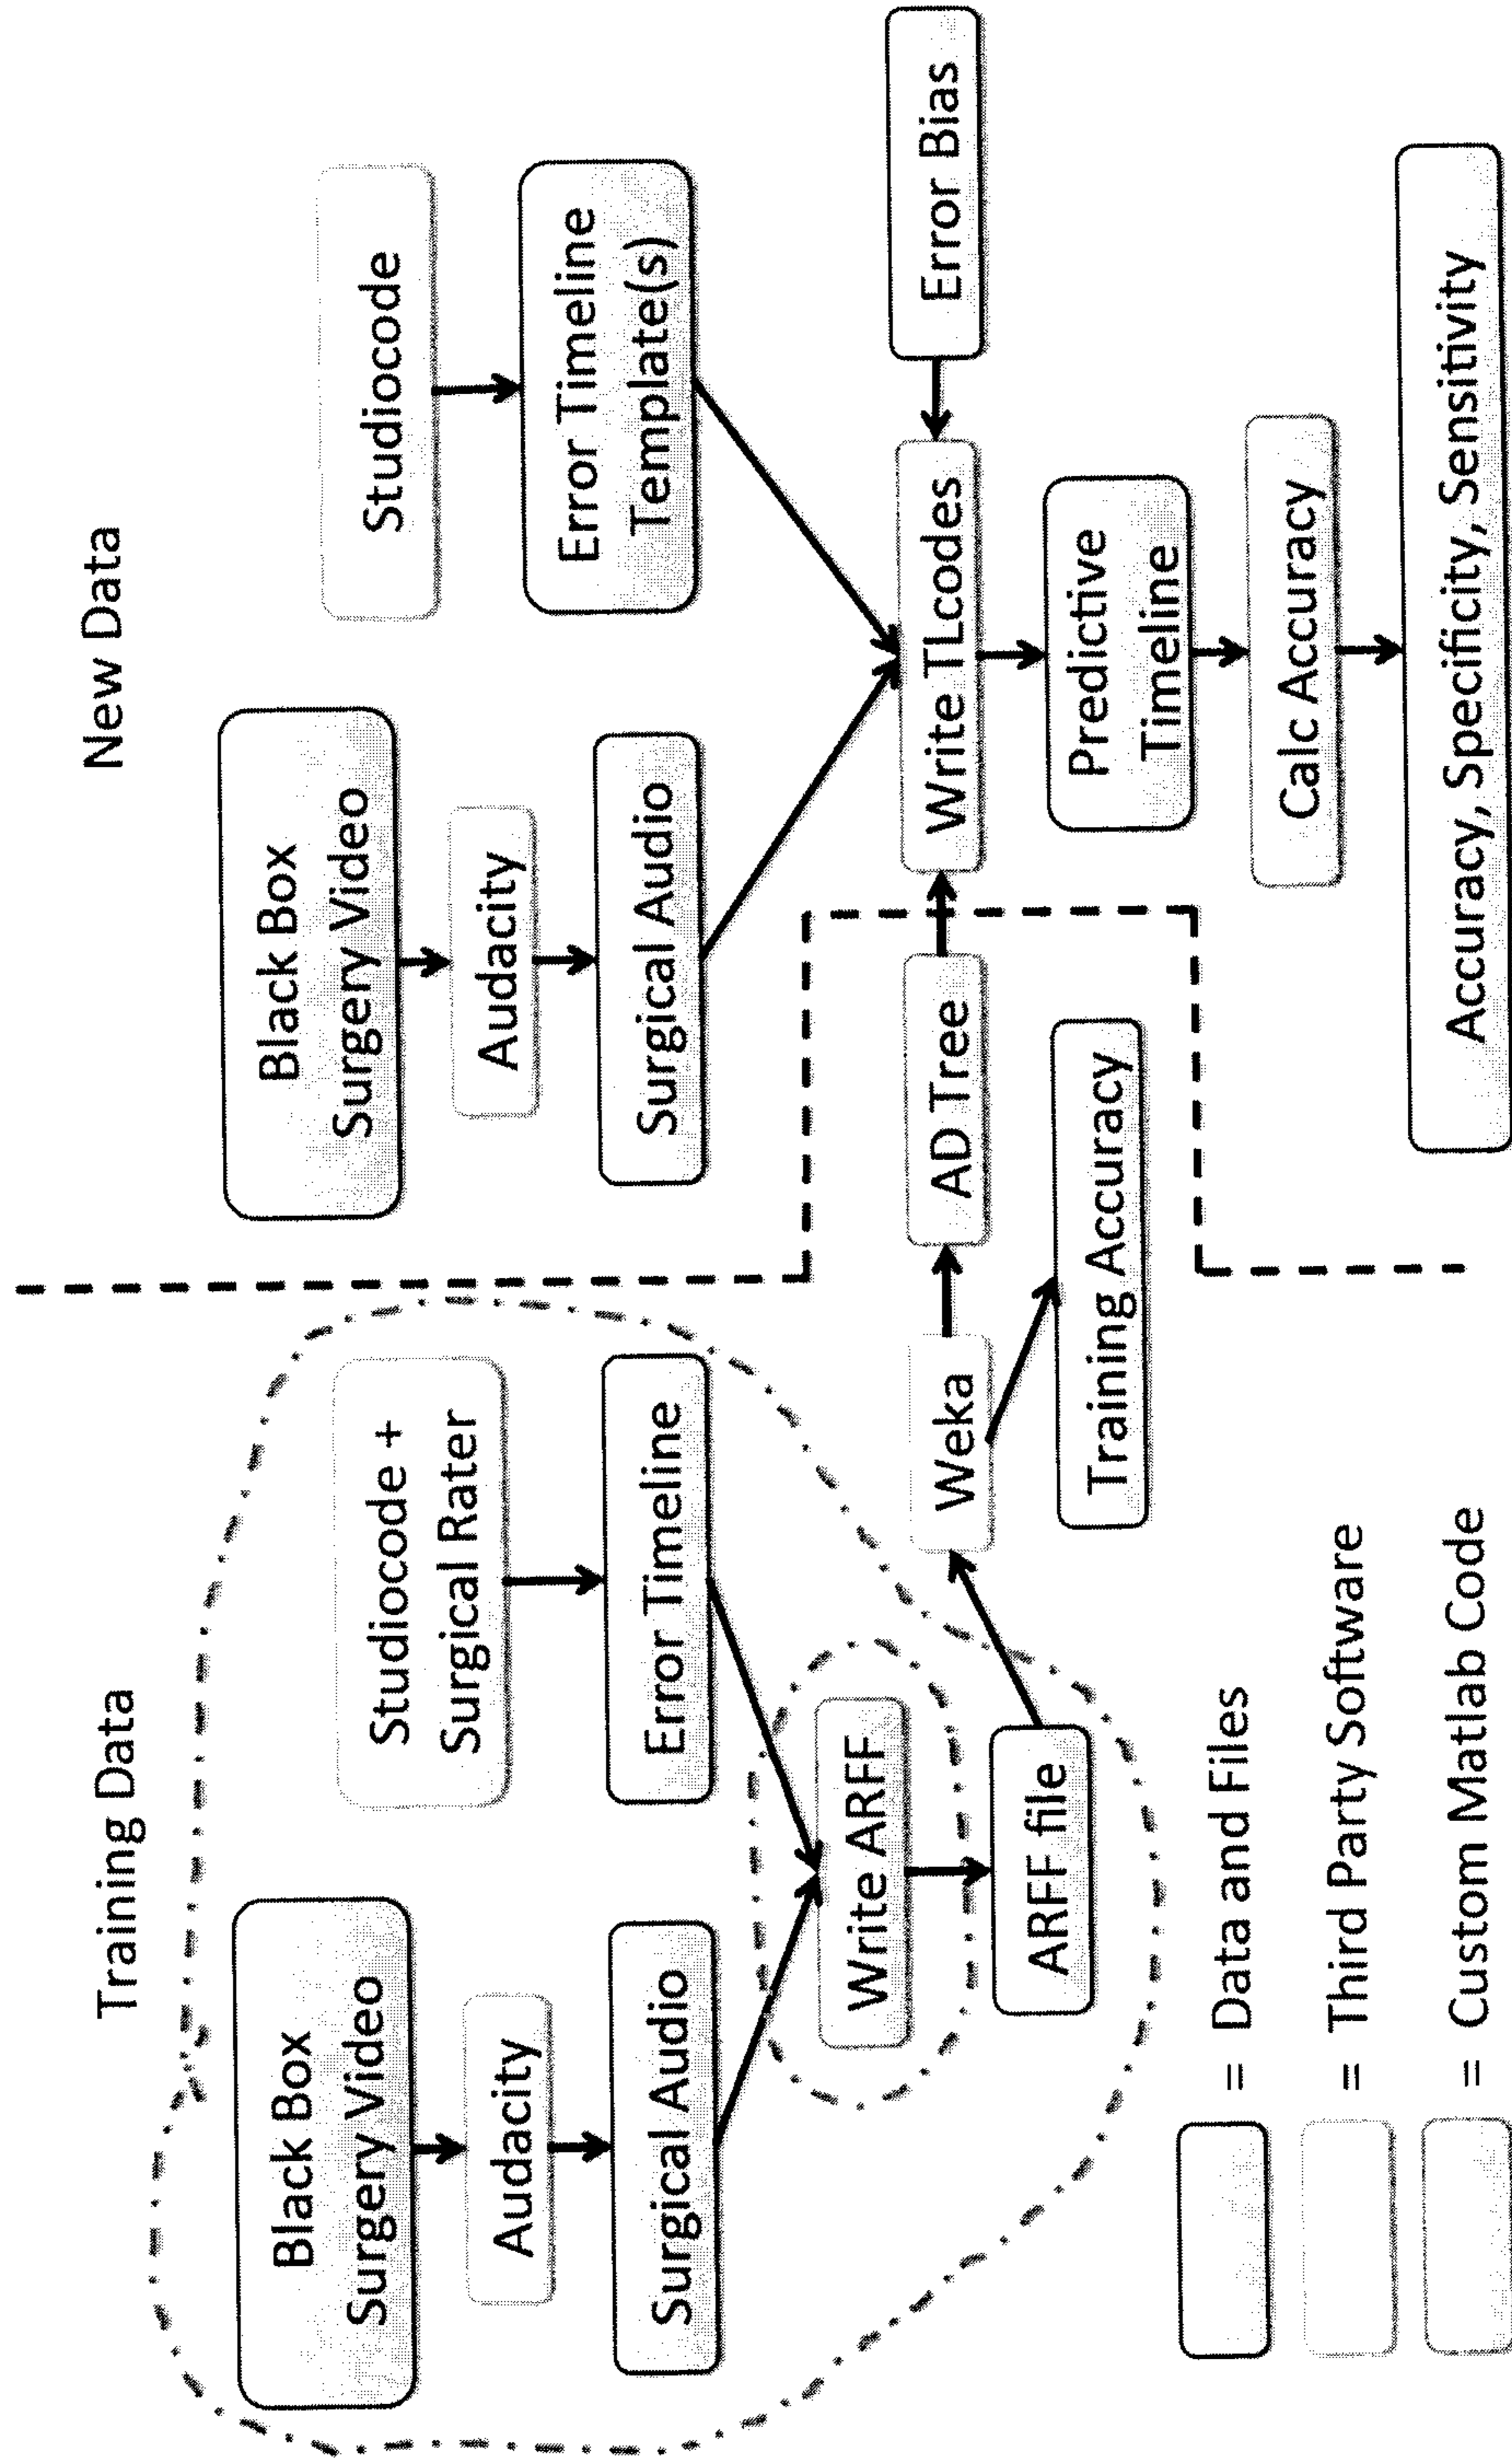 Training Data
Black Box
Surgery Video
Audacity
Surgical Audio
Studiocode +
Surgical Rater
Error Timeline
Write ARFF
ARFF file
Weka
AD Tree
Training Accuracy
New Data
Black Box
Surgery Video
Audacity
Surgical Audio
Studiocode
Error Timeline
Template(s)
Write TLcodes
Error Bias
Predictive
Timeline
Calc Accuracy
Accuracy, Specificity, Sensitivity
= Data and Files
= Third Party Software
= Custom Matlab Code